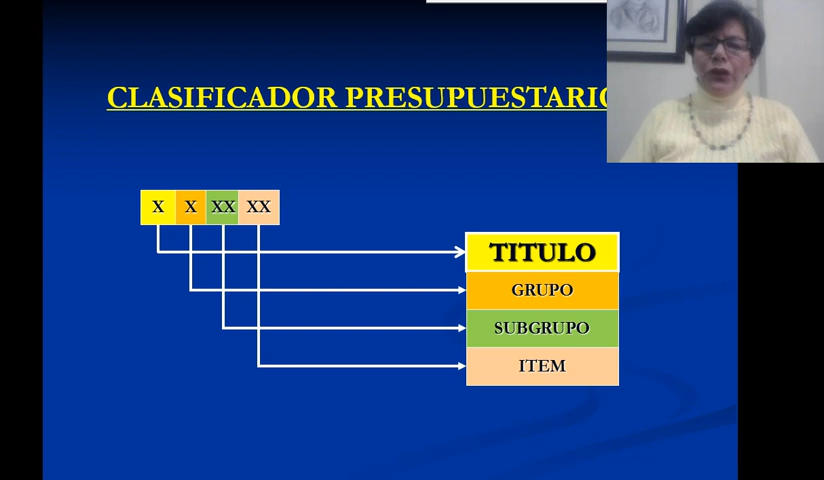 CLASIFICADOR PRESUPUESTARIO
X X XX XX
TITULO
GRUPO
SUBGRUPO
ITEM